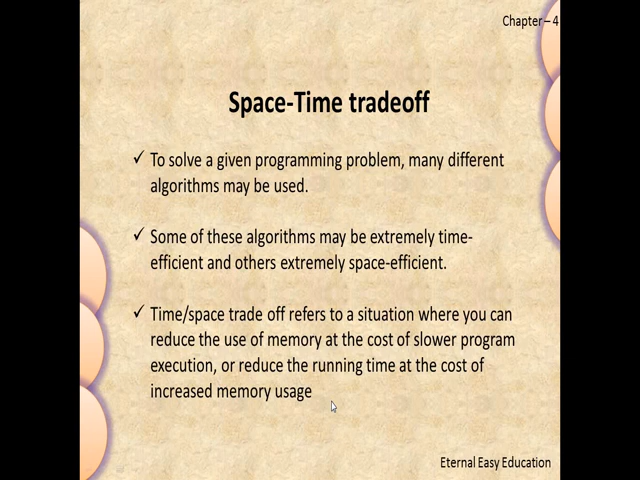 Chapter – 4
Space-Time tradeoff
✓ To solve a given programming problem, many different
algorithms may be used.
✓ Some of these algorithms may be extremely time-
efficient and others extremely space-efficient.
✓ Time/space trade off refers to a situation where you can
reduce the use of memory at the cost of slower program
execution, or reduce the running time at the cost of
increased memory usage
Eternal Easy Education